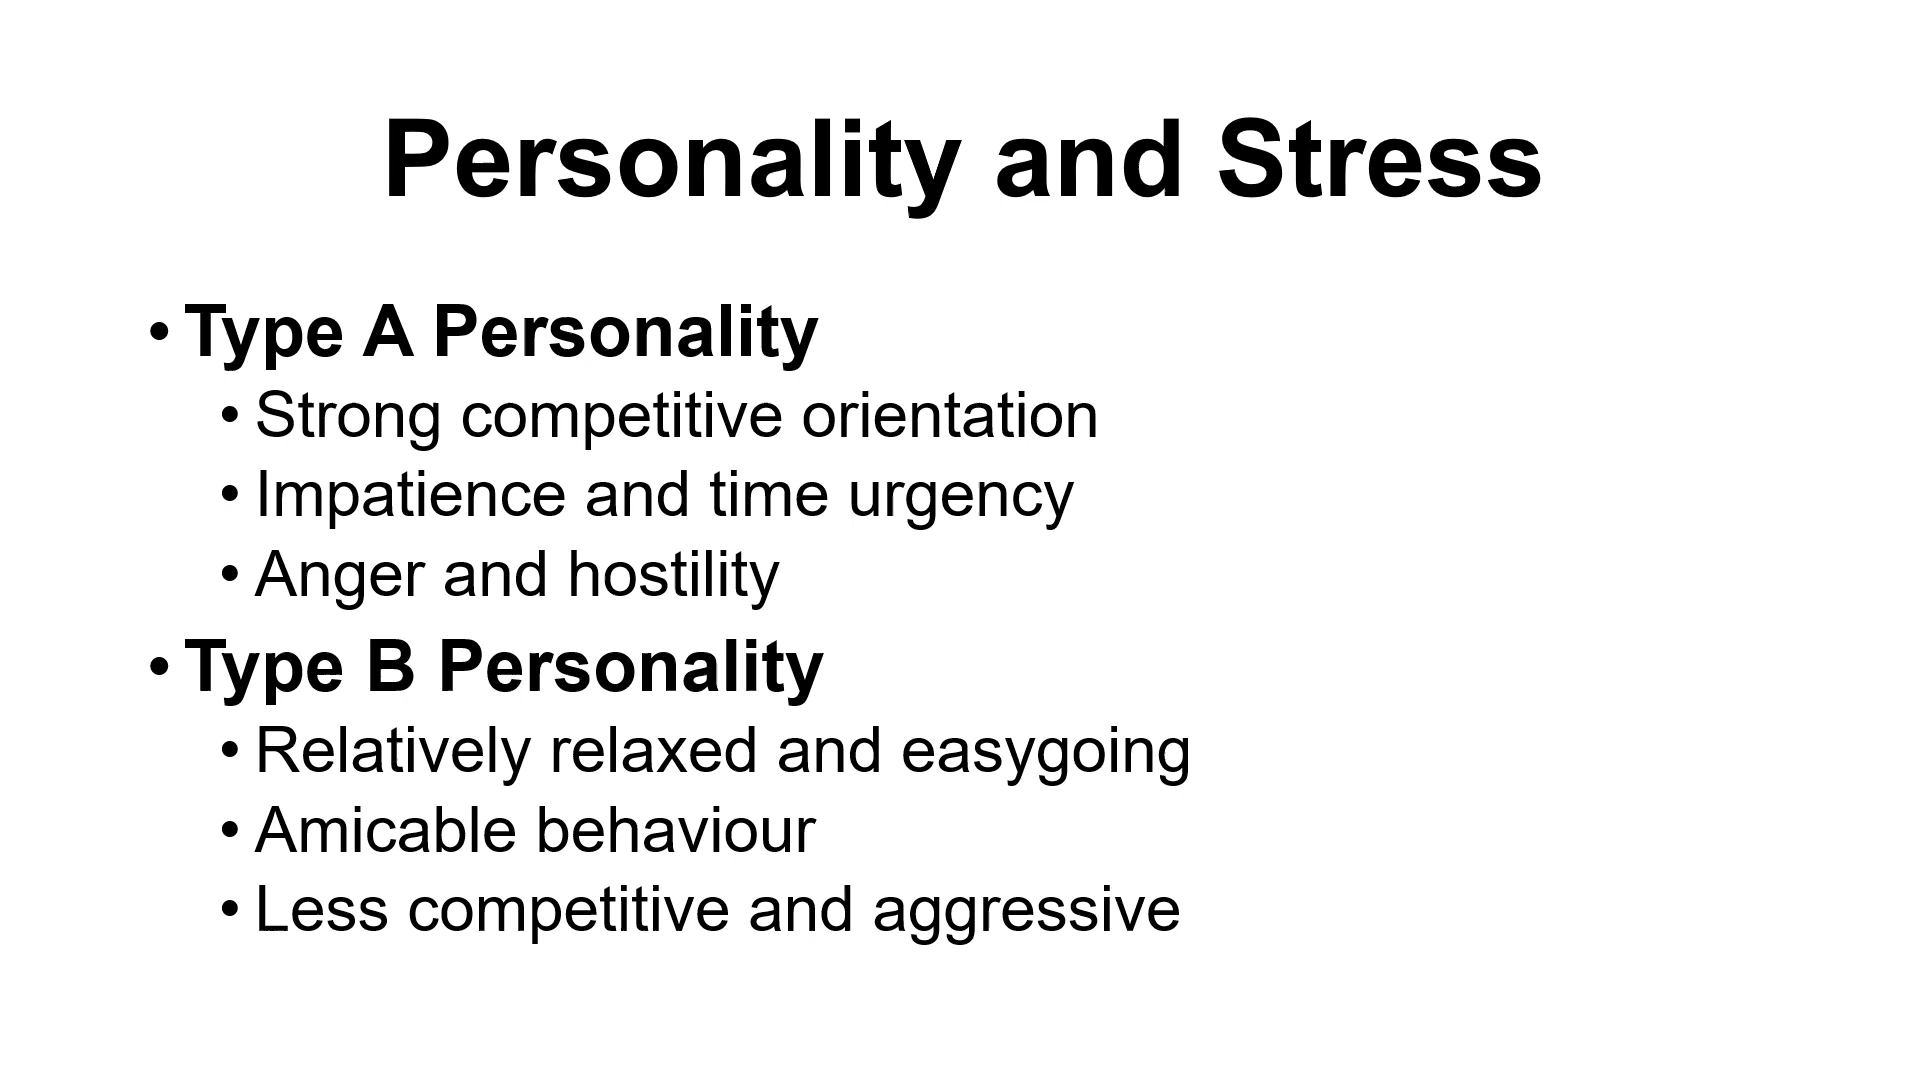 Personality and Stress
• Type A Personality
• Strong competitive orientation
• Impatience and time urgency
• Anger and hostility
• Type B Personality
• Relatively relaxed and easygoing
• Amicable behaviour
• Less competitive and aggressive